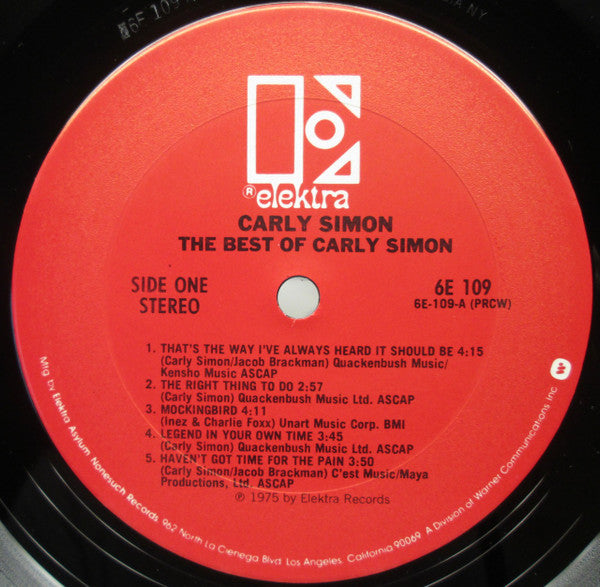 6E 109
NY
® elektra
CARLY SIMON
THE BEST OF CARLY SIMON
SIDE ONE
STEREO
6E 109
6E-109-A (PRCW)
1. THAT'S THE WAY I'VE ALWAYS HEARD IT SHOULD BE 4:15
(Carly Simon/Jacob Brackman) Quackenbush Music/
Kensho Music ASCAP
2. THE RIGHT THING TO DO 2:57
(Carly Simon) Quackenbush Music Ltd. ASCAP
3. MOCKINGBIRD 4:11
(Inez & Charlie Foxx) Unart Music Corp. BMI
4. LEGEND IN YOUR OWN TIME 3:45
(Carly Simon) Quackenbush Music Ltd. ASCAP
5. HAVEN'T GOT TIME FOR THE PAIN 3:50
(Carly Simon/Jacob Brackman) C'est Music/Maya
Productions, Ltd. ASCAP
℗ 1975 by Elektra Records
Mfg. by Elektra Asylum Nonesuch Records 962 North La Cienega Blvd. Los Angeles, California 90069 A Division of Warner Communications Inc